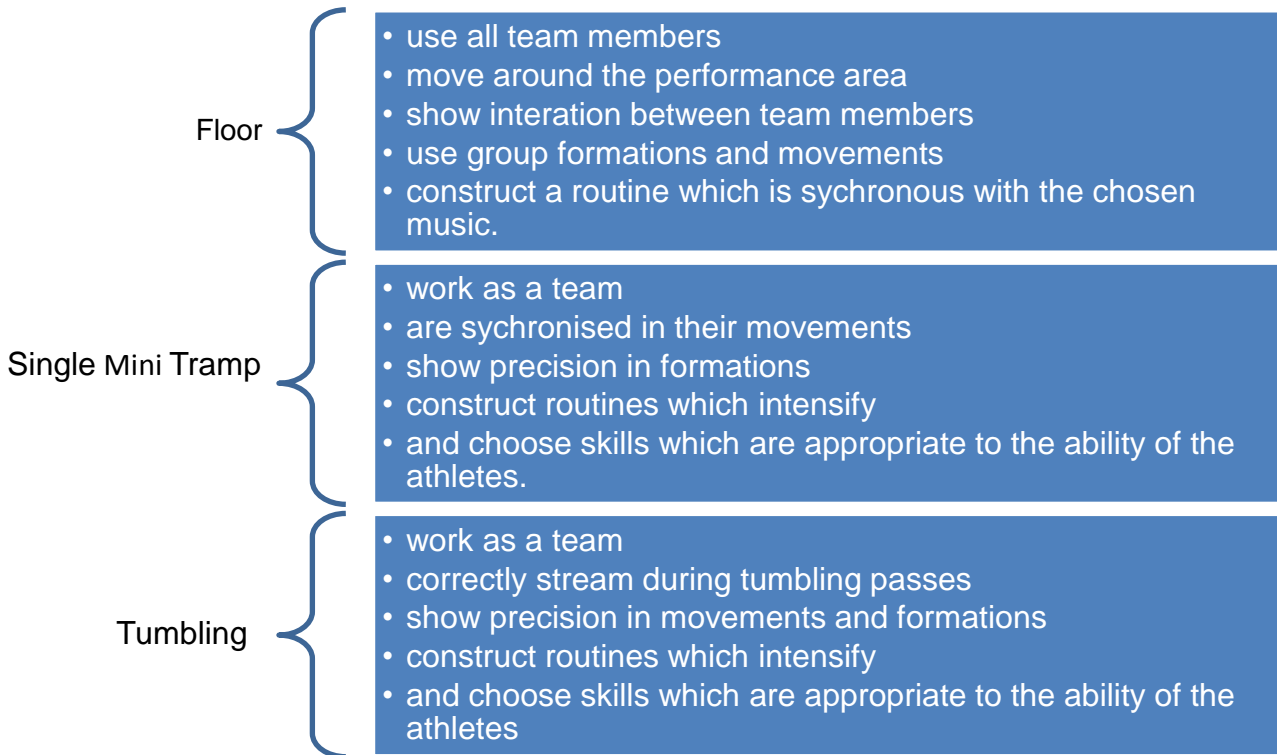 Floor
• use all team members
• move around the performance area
• show interation between team members
• use group formations and movements
• construct a routine which is sychronous with the chosen
music.
Single Mini Tramp
• work as a team
• are sychronised in their movements
• show precision in formations
• construct routines which intensify
• and choose skills which are appropriate to the ability of the
athletes.
Tumbling
• work as a team
• correctly stream during tumbling passes
• show precision in movements and formations
• construct routines which intensify
• and choose skills which are appropriate to the ability of the
athletes